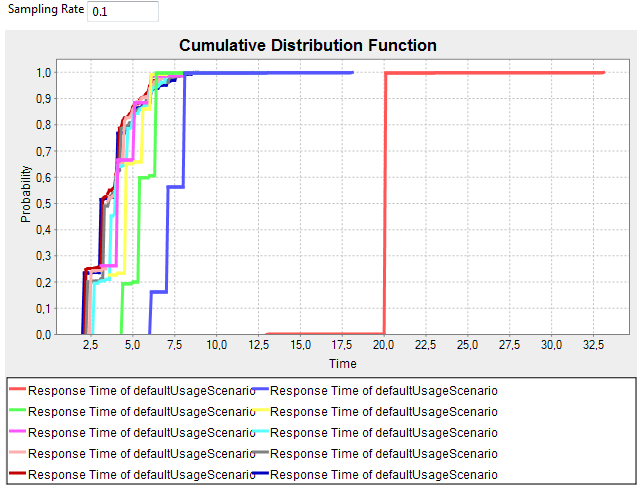 Sampling Rate 0.1
Cumulative Distribution Function
1,0
0,9
0,8
0,7
0,6
0,5
0,4
0,3
0,2
0,1
0,0
Probability
2,5 5,0 7,5 10,0 12,5 15,0 17,5 20,0 22,5 25,0 27,5 30,0 32,5
Time
Response Time of defaultUsageScenario Response Time of defaultUsageScenario
Response Time of defaultUsageScenario Response Time of defaultUsageScenario
Response Time of defaultUsageScenario Response Time of defaultUsageScenario
Response Time of defaultUsageScenario Response Time of defaultUsageScenario
Response Time of defaultUsageScenario Response Time of defaultUsageScenario